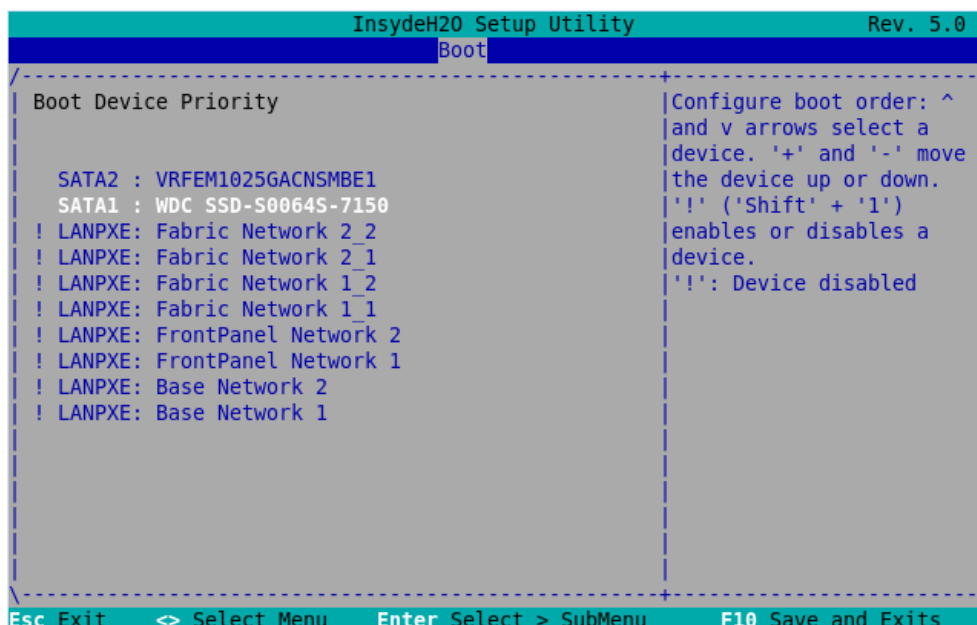 InsydeH2O Setup Utility Rev. 5.0
Boot
Boot Device Priority
Configure boot order: ^
and v arrows select a
device. '+' and '-' move
the device up or down.
'!' ('Shift' + '1')
enables or disables a
device.
'!': Device disabled
SATA2 : VRFEM1025GACNSMBE1
SATA1 : WDC SSD-S0064S-7150
! LANPXE: Fabric Network 2_2
! LANPXE: Fabric Network 2_1
! LANPXE: Fabric Network 1_2
! LANPXE: Fabric Network 1_1
! LANPXE: FrontPanel Network 2
! LANPXE: FrontPanel Network 1
! LANPXE: Base Network 2
! LANPXE: Base Network 1
Esc Exit <> Select Menu Enter Select > SubMenu F10 Save and Exits